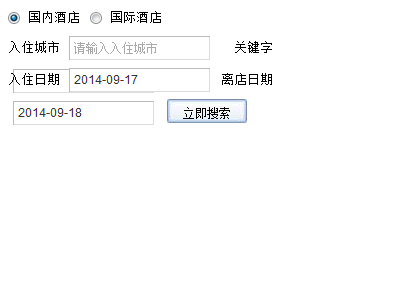 国内酒店 国际酒店
入住城市 请输入入住城市 关键字
入住日期 2014-09-17 离店日期
2014-09-18 立即搜索